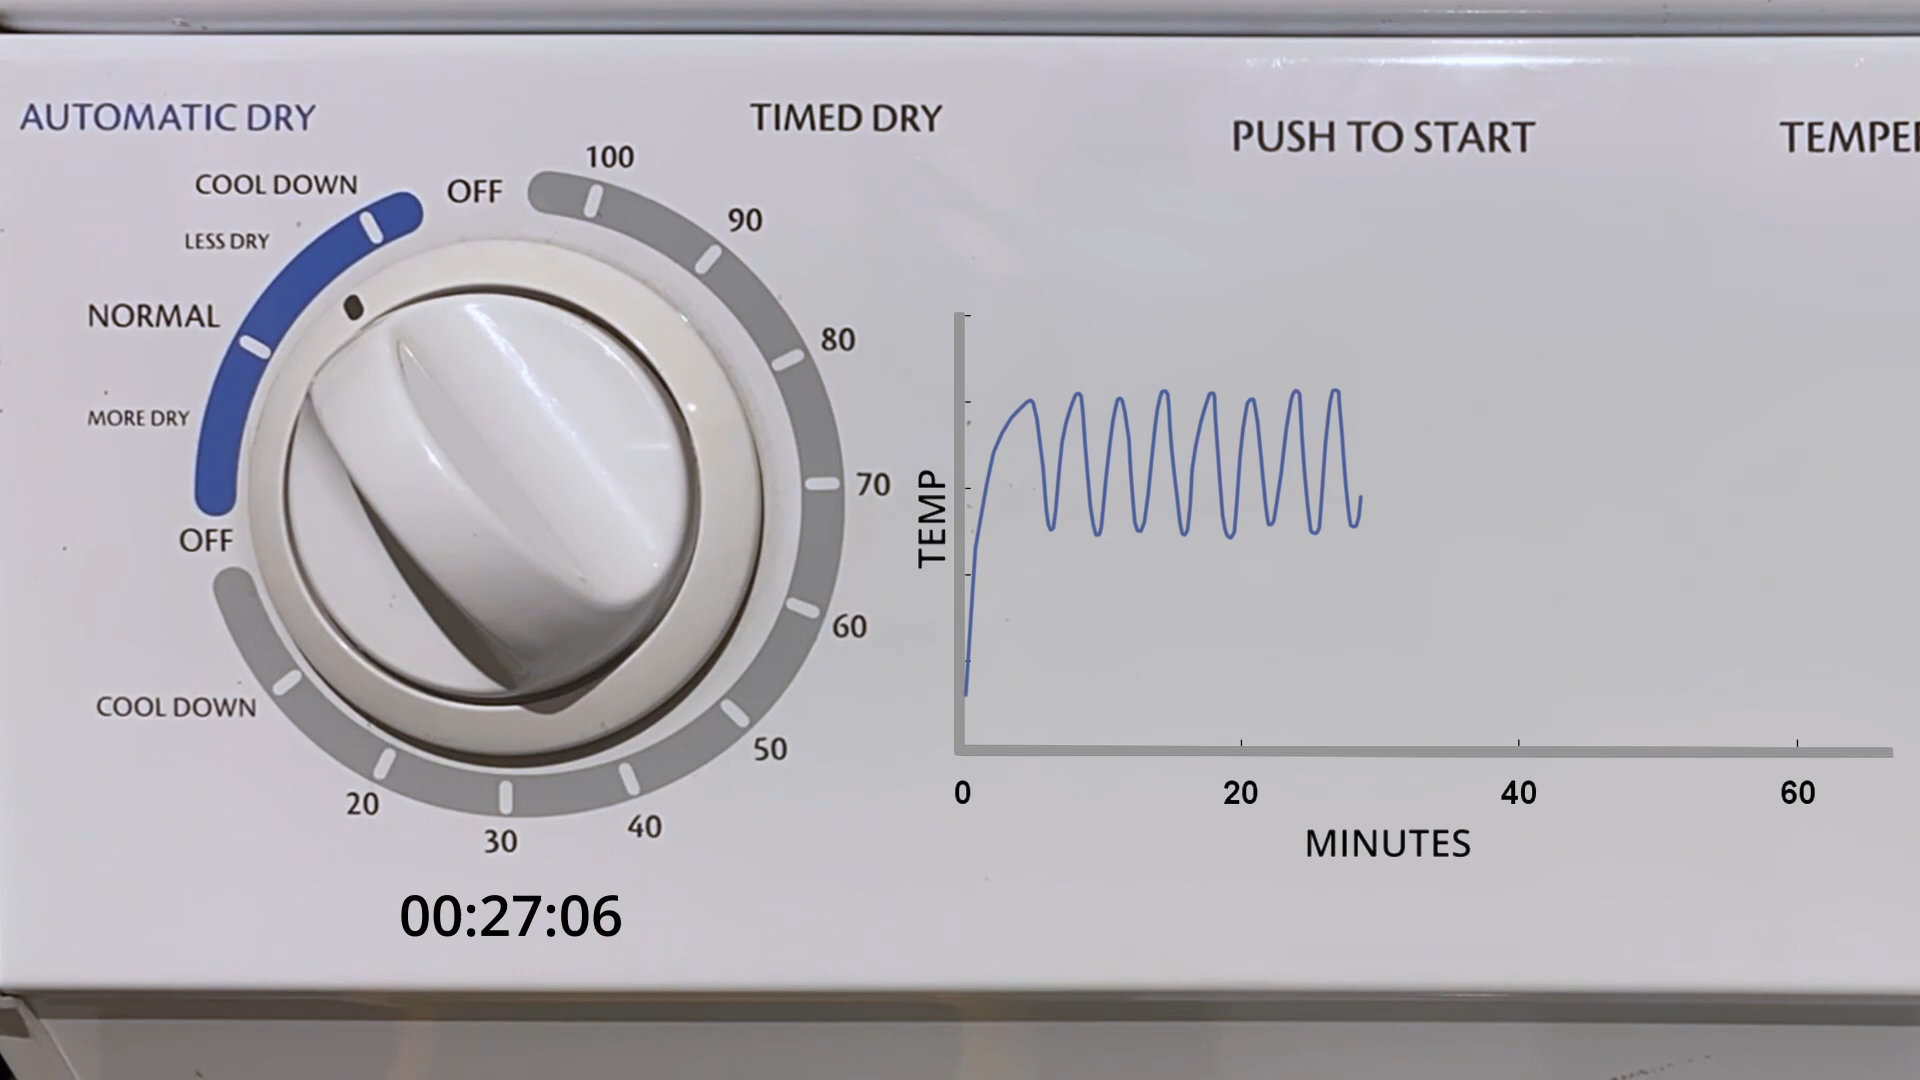 AUTOMATIC DRY
TIMED DRY
PUSH TO START
TEMPER
COOL DOWN
OFF
LESS DRY
NORMAL
MORE DRY
OFF
COOL DOWN
100
90
80
70
60
50
40
30
20
00:27:06
TEMP
0 20 40 60
MINUTES